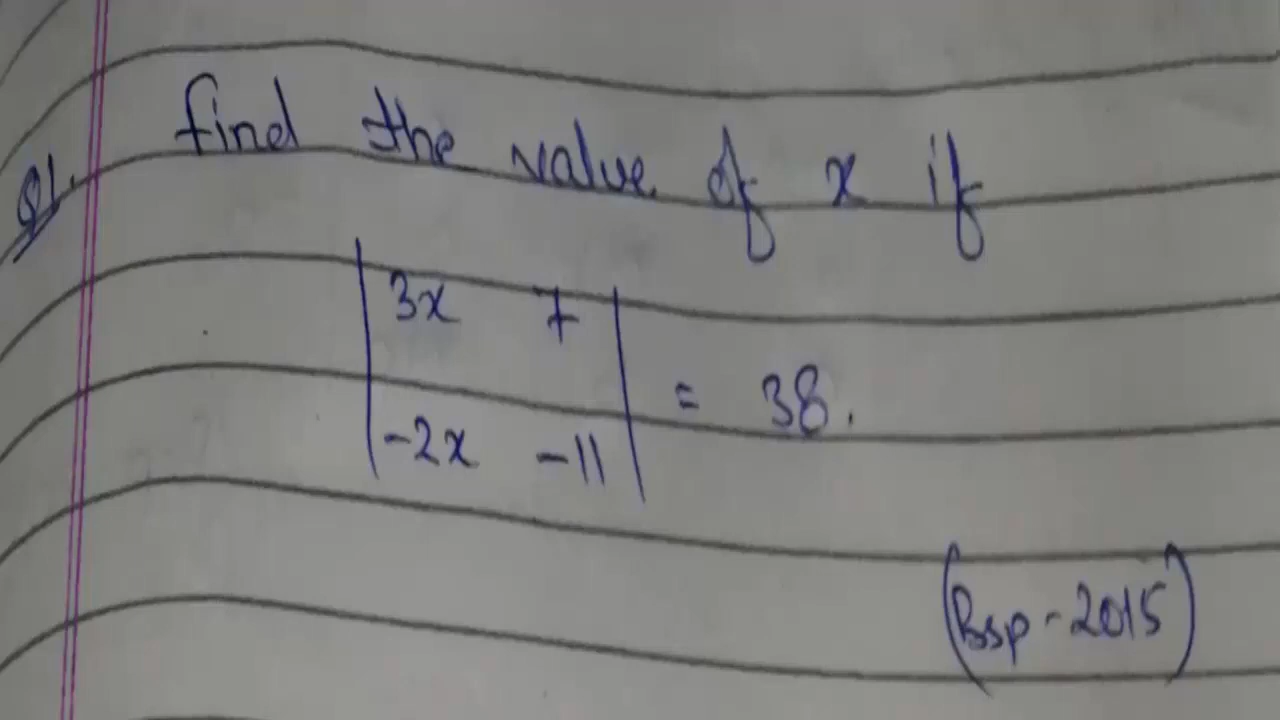 Q1. find the value of x if
| 3x 7 |
| -2x -11 | = 38.
(Bsp - 2015)